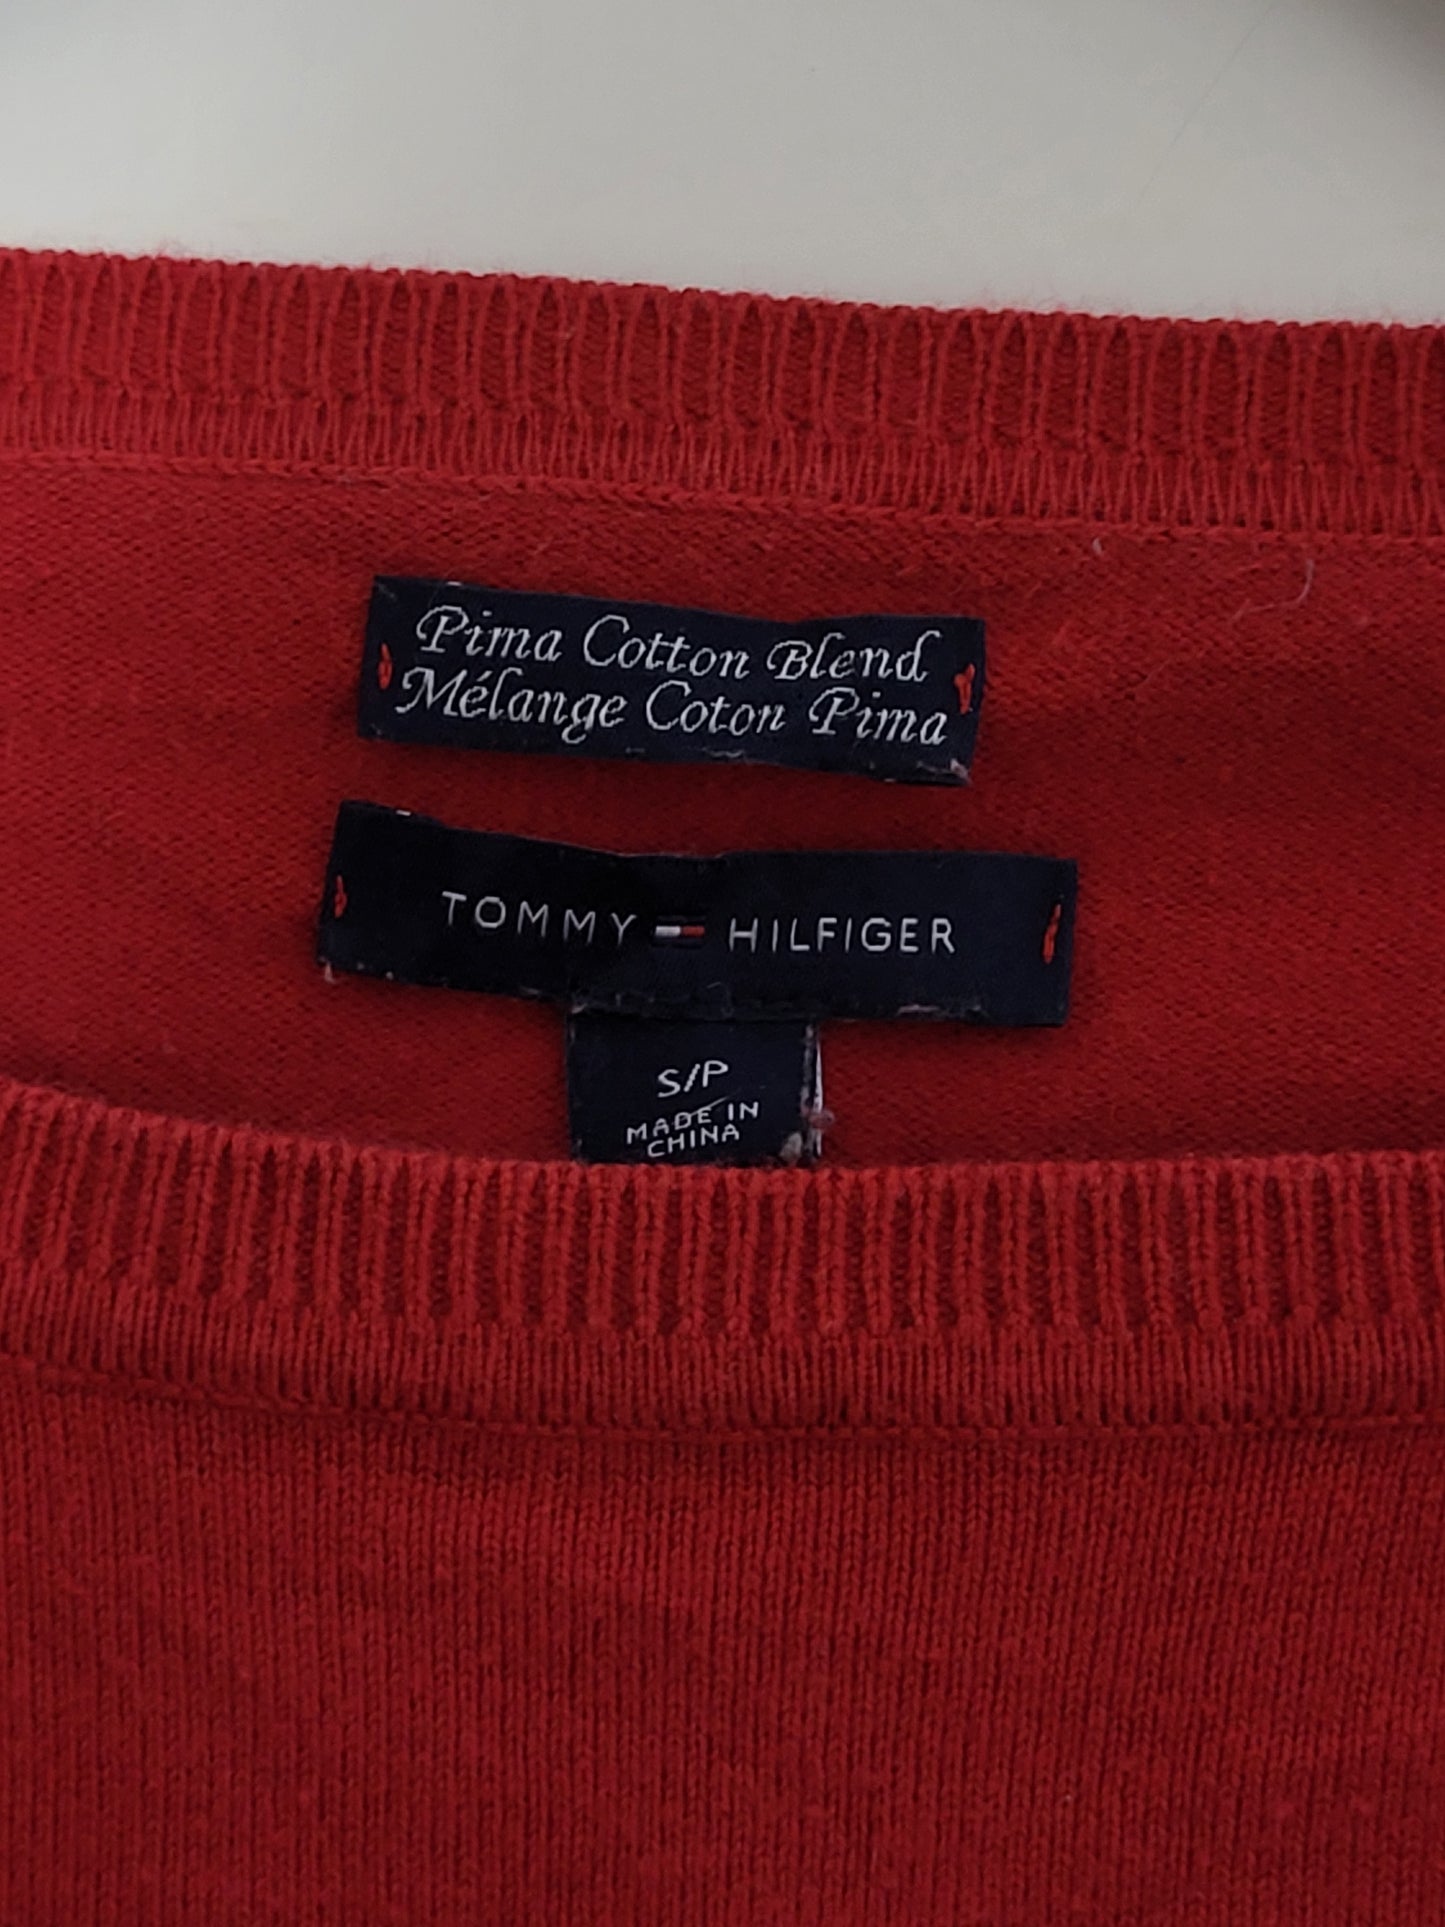 Pima Cotton Blend
Mélange Coton Pima
TOMMY HILFIGER
S/P
MADE IN
CHINA